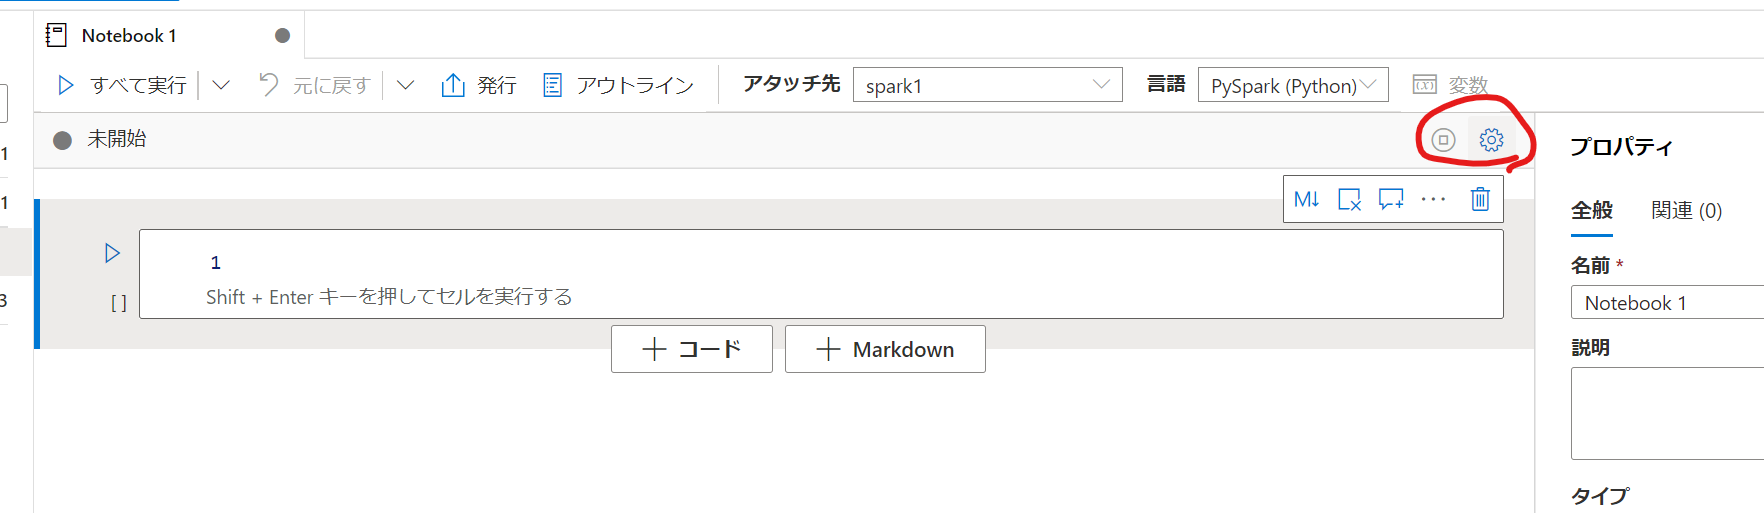 Notebook 1
すべて実行 元に戻す 発行 アウトライン アタッチ先 spark1 言語 PySpark (Python) 変数
未開始
M↓
1
Shift + Enter キーを押してセルを実行する
[ ]
コード
Markdown
1
1
3
プロパティ
全般 関連 (0)
名前 *
Notebook 1
説明
タイプ